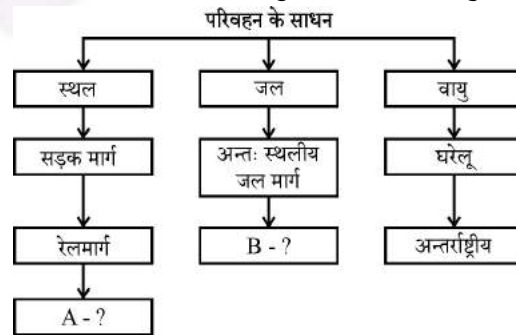 परिवहन के साधन
स्थल
जल
वायु
सड़क मार्ग
अन्तः स्थलीय
जल मार्ग
घरेलू
रेलमार्ग
B - ?
अन्तर्राष्ट्रीय
A - ?